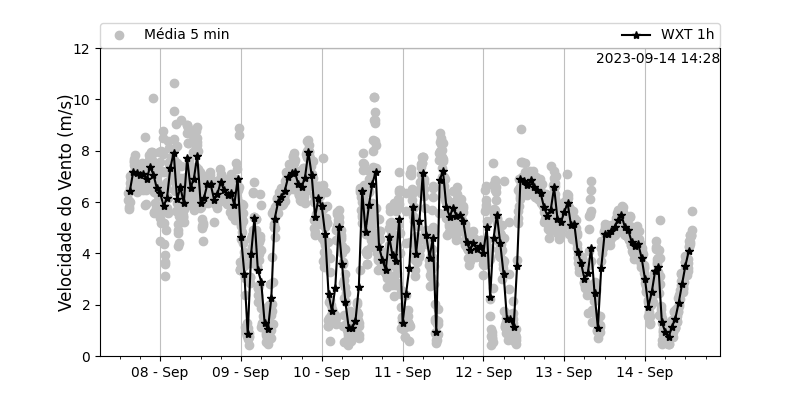 Média 5 min
WXT 1h
2023-09-14 14:28
Velocidade do Vento (m/s)
12
10
8
6
4
2
0
08 - Sep
09 - Sep
10 - Sep
11 - Sep
12 - Sep
13 - Sep
14 - Sep